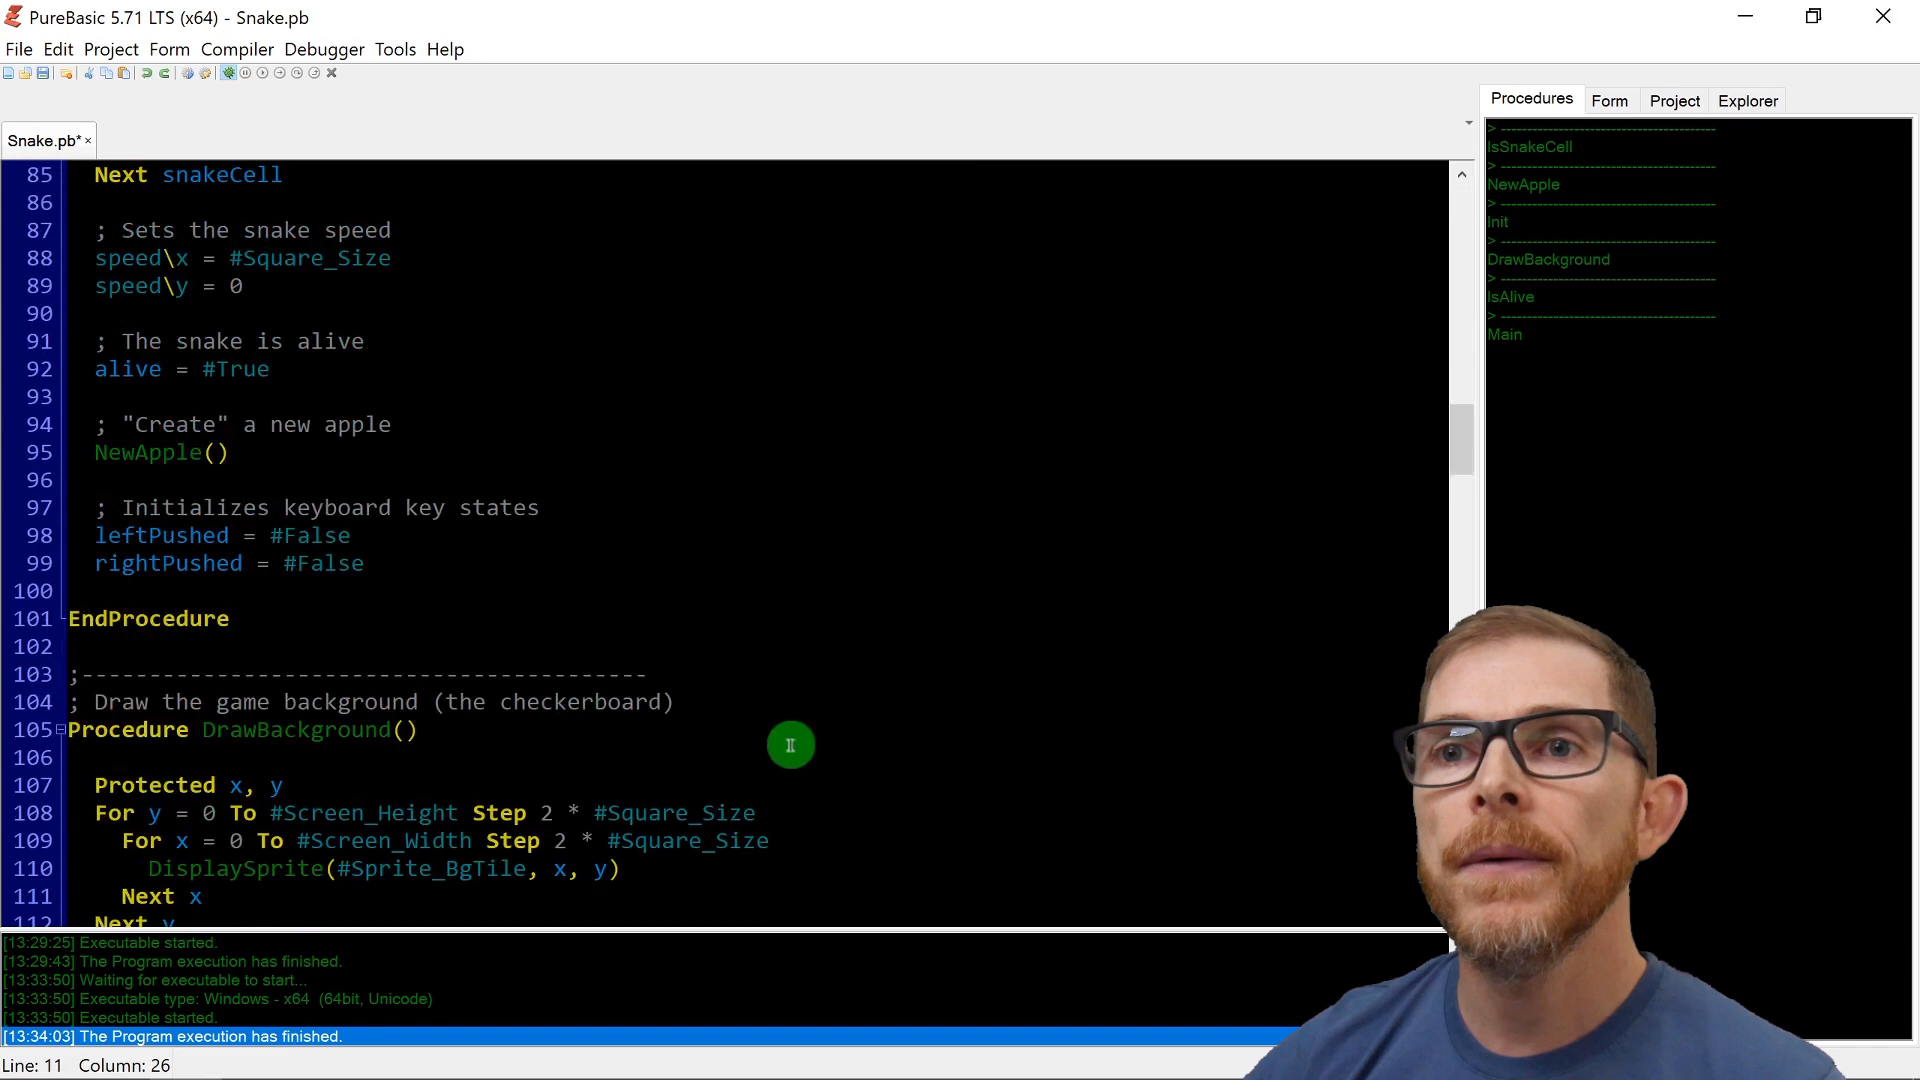 PureBasic 5.71 LTS (x64) - Snake.pb
File Edit Project Form Compiler Debugger Tools Help
Snake.pb*
85 Next snakeCell
86
87 ; Sets the snake speed
88 speed\x = #Square_Size
89 speed\y = 0
90
91 ; The snake is alive
92 alive = #True
93
94 ; "Create" a new apple
95 NewApple()
96
97 ; Initializes keyboard key states
98 leftPushed = #False
99 rightPushed = #False
100
101 EndProcedure
102
103 ;------------------------------------------
104 ; Draw the game background (the checkerboard)
105 Procedure DrawBackground()
106
107 Protected x, y
108 For y = 0 To #Screen_Height Step 2 * #Square_Size
109 For x = 0 To #Screen_Width Step 2 * #Square_Size
110 DisplaySprite(#Sprite_BgTile, x, y)
111 Next x
112 Next y
[13:29:25] Executable started.
[13:29:43] The Program execution has finished.
[13:33:50] Waiting for executable to start...
[13:33:50] Executable type: Windows - x64 (64bit, Unicode)
[13:33:50] Executable started.
[13:34:03] The Program execution has finished.
Line: 11 Column: 26
Procedures Form Project Explorer
> ------------------------------------------
IsSnakeCell
> ------------------------------------------
NewApple
> ------------------------------------------
Init
> ------------------------------------------
DrawBackground
> ------------------------------------------
IsAlive
> ------------------------------------------
Main